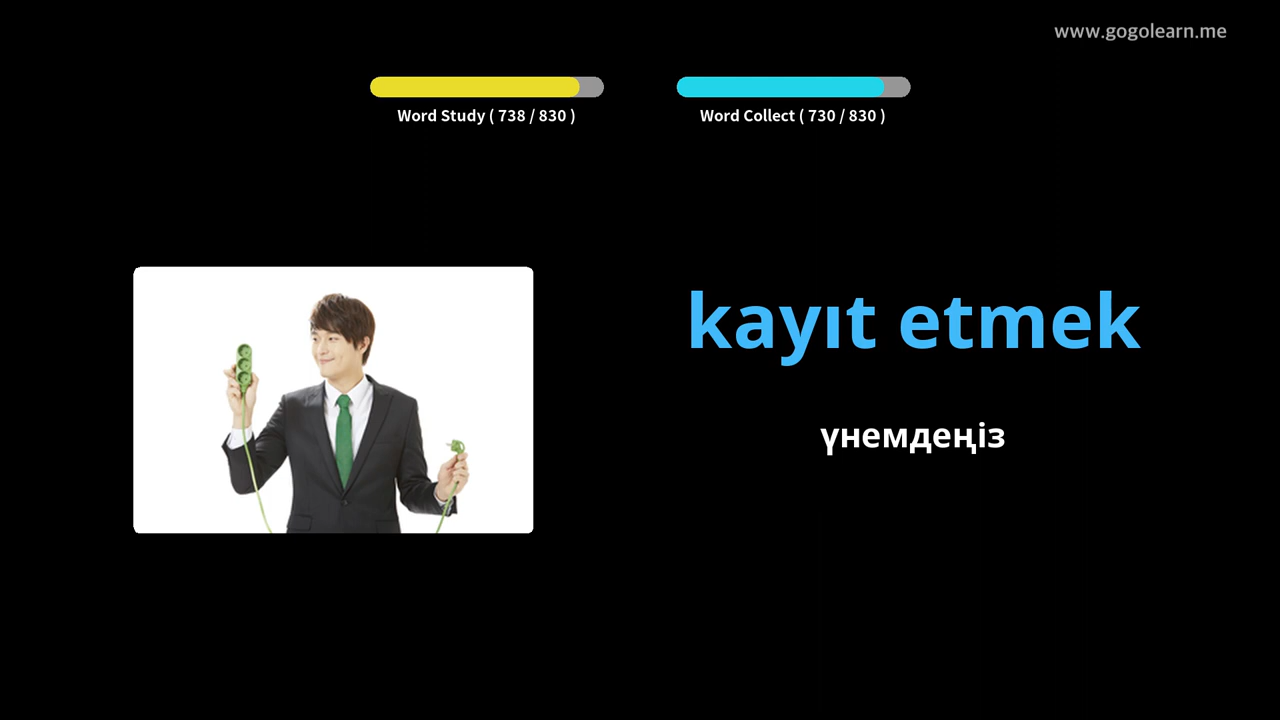 www.gogolearn.me
Word Study ( 738 / 830 )
Word Collect ( 730 / 830 )
kayıt etmek
үнемдеңіз